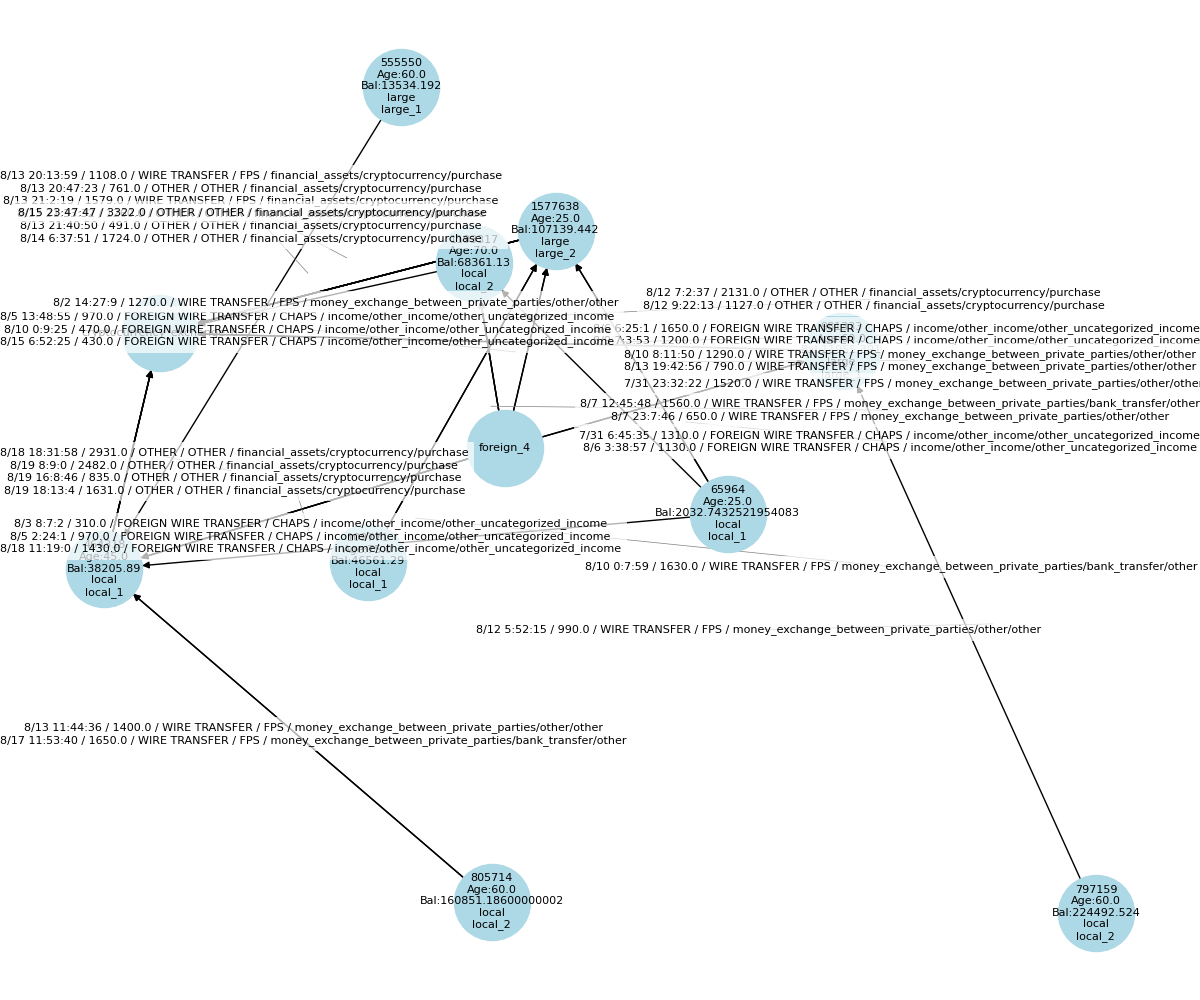 555550
Age:60.0
Bal:13534.192
large
large_1
8/13 20:13:59 / 1108.0 / WIRE TRANSFER / FPS / financial_assets/cryptocurrency/purchase
8/13 20:47:23 / 761.0 / OTHER / OTHER / financial_assets/cryptocurrency/purchase
8/13 21:2:19 / 1579.0 / WIRE TRANSFER / FPS / financial_assets/cryptocurrency/purchase
8/15 23:47:47 / 3322.0 / OTHER / OTHER / financial_assets/cryptocurrency/purchase
8/13 21:40:50 / 491.0 / OTHER / OTHER / financial_assets/cryptocurrency/purchase
8/14 6:37:51 / 1724.0 / OTHER / OTHER / financial_assets/cryptocurrency/purchase
1577638
Age:25.0
Bal:107139.442
large
large_2
Age:70.0
Bal:68361.13
local
local_2
8/2 14:27:9 / 1270.0 / WIRE TRANSFER / FPS / money_exchange_between_private_parties/other/other
8/5 13:48:55 / 970.0 / FOREIGN WIRE TRANSFER / CHAPS / income/other_income/other_uncategorized_income
8/10 0:9:25 / 470.0 / FOREIGN WIRE TRANSFER / CHAPS / income/other_income/other_uncategorized_income
8/15 6:52:25 / 430.0 / FOREIGN WIRE TRANSFER / CHAPS / income/other_income/other_uncategorized_income
8/12 7:2:37 / 2131.0 / OTHER / OTHER / financial_assets/cryptocurrency/purchase
8/12 9:22:13 / 1127.0 / OTHER / OTHER / financial_assets/cryptocurrency/purchase
6:25:1 / 1650.0 / FOREIGN WIRE TRANSFER / CHAPS / income/other_income/other_uncategorized_income
/ 1200.0 / FOREIGN WIRE TRANSFER / CHAPS / income/other_income/other_uncategorized_income
8/10 8:11:50 / 1290.0 / WIRE TRANSFER / FPS / money_exchange_between_private_parties/other/other
8/13 19:42:56 / 790.0 / WIRE TRANSFER / FPS / money_exchange_between_private_parties/other/other
7/31 23:32:22 / 1520.0 / WIRE TRANSFER / FPS / money_exchange_between_private_parties/other/other
8/7 12:45:48 / 1560.0 / WIRE TRANSFER / FPS / money_exchange_between_private_parties/bank_transfer/other
8/7 23:7:46 / 650.0 / WIRE TRANSFER / FPS / money_exchange_between_private_parties/other/other
7/31 6:45:35 / 1310.0 / FOREIGN WIRE TRANSFER / CHAPS / income/other_income/other_uncategorized_income
8/6 3:38:57 / 1130.0 / FOREIGN WIRE TRANSFER / CHAPS / income/other_income/other_uncategorized_income
foreign_4
8/18 18:31:58 / 2931.0 / OTHER / OTHER / financial_assets/cryptocurrency/purchase
8/19 8:9:0 / 2482.0 / OTHER / OTHER / financial_assets/cryptocurrency/purchase
8/19 16:8:46 / 835.0 / OTHER / OTHER / financial_assets/cryptocurrency/purchase
8/19 18:13:4 / 1631.0 / OTHER / OTHER / financial_assets/cryptocurrency/purchase
65964
Age:25.0
Bal:2032.7432521954083
local
local_1
8/3 8:7:2 / 310.0 / FOREIGN WIRE TRANSFER / CHAPS / income/other_income/other_uncategorized_income
8/5 2:24:1 / 970.0 / FOREIGN WIRE TRANSFER / CHAPS / income/other_income/other_uncategorized_income
8/18 11:19:0 / 1430.0 / FOREIGN WIRE TRANSFER / CHAPS / income/other_income/other_uncategorized_income
Age:45.0
Bal:38205.89
local
local_1
Bal:46561.29
local
local_1
8/10 0:7:59 / 1630.0 / WIRE TRANSFER / FPS / money_exchange_between_private_parties/bank_transfer/other
8/12 5:52:15 / 990.0 / WIRE TRANSFER / FPS / money_exchange_between_private_parties/other/other
8/13 11:44:36 / 1400.0 / WIRE TRANSFER / FPS / money_exchange_between_private_parties/other/other
8/17 11:53:40 / 1650.0 / WIRE TRANSFER / FPS / money_exchange_between_private_parties/bank_transfer/other
805714
Age:60.0
Bal:160851.18600000002
local
local_2
797159
Age:60.0
Bal:224492.524
local
local_2